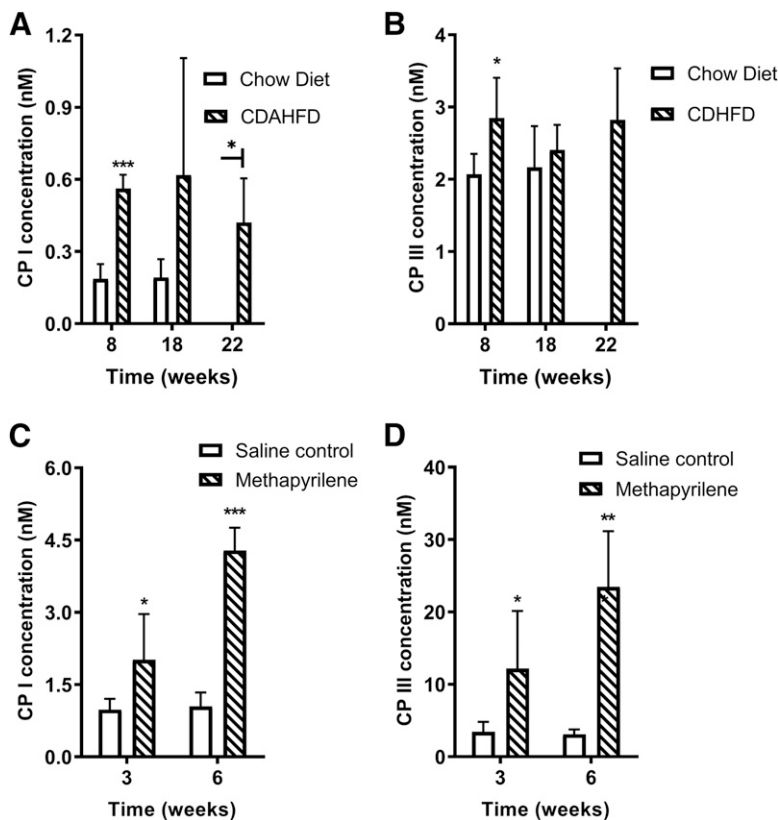 A
CP I concentration (nM)
1.2
0.9
0.6
0.3
0.0
Chow Diet
CDAHFD
***
*
8 18 22
Time (weeks)
B
CP III concentration (nM)
4
3
2
1
0
*
Chow Diet
CDHFD
8 18 22
Time (weeks)
C
CP I concentration (nM)
6.0
4.5
3.0
1.5
0.0
Saline control
Methapyrilene
*
***
3 6
Time (weeks)
D
CP III concentration (nM)
40
30
20
10
0
Saline control
Methapyrilene
*
**
*
3 6
Time (weeks)